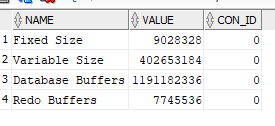 NAME VALUE CON_ID
1 Fixed Size 9028328 0
2 Variable Size 402653184 0
3 Database Buffers 1191182336 0
4 Redo Buffers 7745536 0